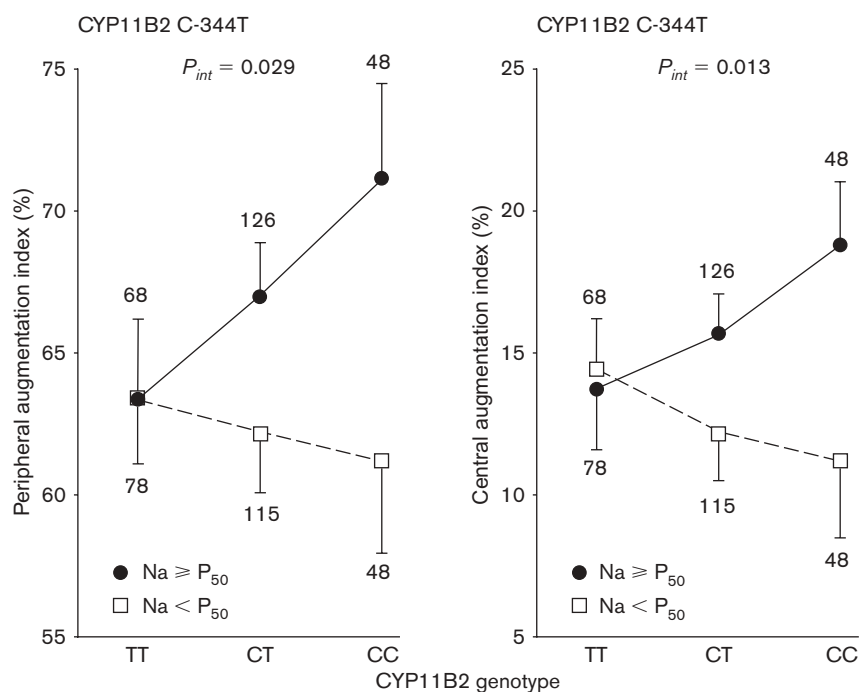 CYP11B2 C-344T
P_int = 0.029
75
70
65
60
55
Peripheral augmentation index (%)
48
126
68
78
115
48
Na ⩾ P50
Na < P50
TT CT CC
CYP11B2 C-344T
P_int = 0.013
25
20
15
10
5
Central augmentation index (%)
48
126
68
78
115
48
Na ⩾ P50
Na < P50
TT CT CC
CYP11B2 genotype